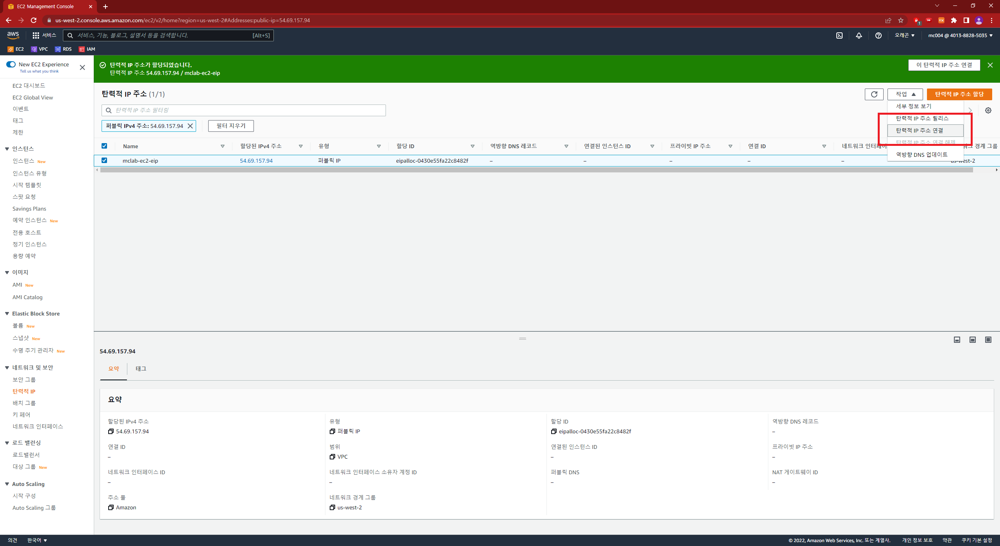 EC2 Management Console
us-west-2.console.aws.amazon.com/ec2/v2/home?region=us-west-2#Addresses:public-ip=54.69.157.94
1
EX
aws
서비스
서비스, 기능, 블로그, 설명서 등을 검색합니다.
[Alt+S]
오레곤
mc004 @ 4013-8828-5035
EC2
VPC
RDS
IAM
New EC2 Experience
Tell us what you think
EC2 대시보드
EC2 Global View
이벤트
태그
제한
인스턴스
인스턴스 New
인스턴스 유형
시작 템플릿
스팟 요청
Savings Plans
예약 인스턴스 New
전용 호스트
정기 인스턴스
용량 예약
이미지
AMI New
AMI Catalog
Elastic Block Store
볼륨 New
스냅샷 New
수명 주기 관리자 New
네트워크 및 보안
보안 그룹
탄력적 IP
배치 그룹
키 페어
네트워크 인터페이스
로드 밸런싱
로드밸런서
대상 그룹 New
Auto Scaling
시작 구성
Auto Scaling 그룹
탄력적 IP 주소가 할당되었습니다.
탄력적 IP 주소 54.69.157.94 / mclab-ec2-eip
이 탄력적 IP 주소 연결
탄력적 IP 주소 (1/1)
작업
탄력적 IP 주소 할당
탄력적 IP 주소 필터링
세부 정보 보기
탄력적 IP 주소 릴리스
탄력적 IP 주소 연결
탄력적 IP 주소 연결 해제
역방향 DNS 업데이트
퍼블릭 IPv4 주소: 54.69.157.94
필터 지우기
Name
할당된 IPv4 주소
유형
할당 ID
역방향 DNS 레코드
연결된 인스턴스 ID
프라이빗 IP 주소
연결 ID
네트워크 인터페이스
경계 그룹
mclab-ec2-eip
54.69.157.94
퍼블릭 IP
eipalloc-0430e55fa22c8482f
–
–
–
–
–
us-west-2
54.69.157.94
요약
태그
요약
할당된 IPv4 주소
54.69.157.94
유형
퍼블릭 IP
할당 ID
eipalloc-0430e55fa22c8482f
역방향 DNS 레코드
–
연결 ID
–
범위
VPC
연결된 인스턴스 ID
–
프라이빗 IP 주소
–
네트워크 인터페이스 ID
–
네트워크 인터페이스 소유자 계정 ID
–
퍼블릭 DNS
–
NAT 게이트웨이 ID
–
주소 풀
Amazon
네트워크 경계 그룹
us-west-2
의견
한국어
© 2022, Amazon Web Services, Inc. 또는 계열사.
개인 정보 보호
약관
쿠키 기본 설정